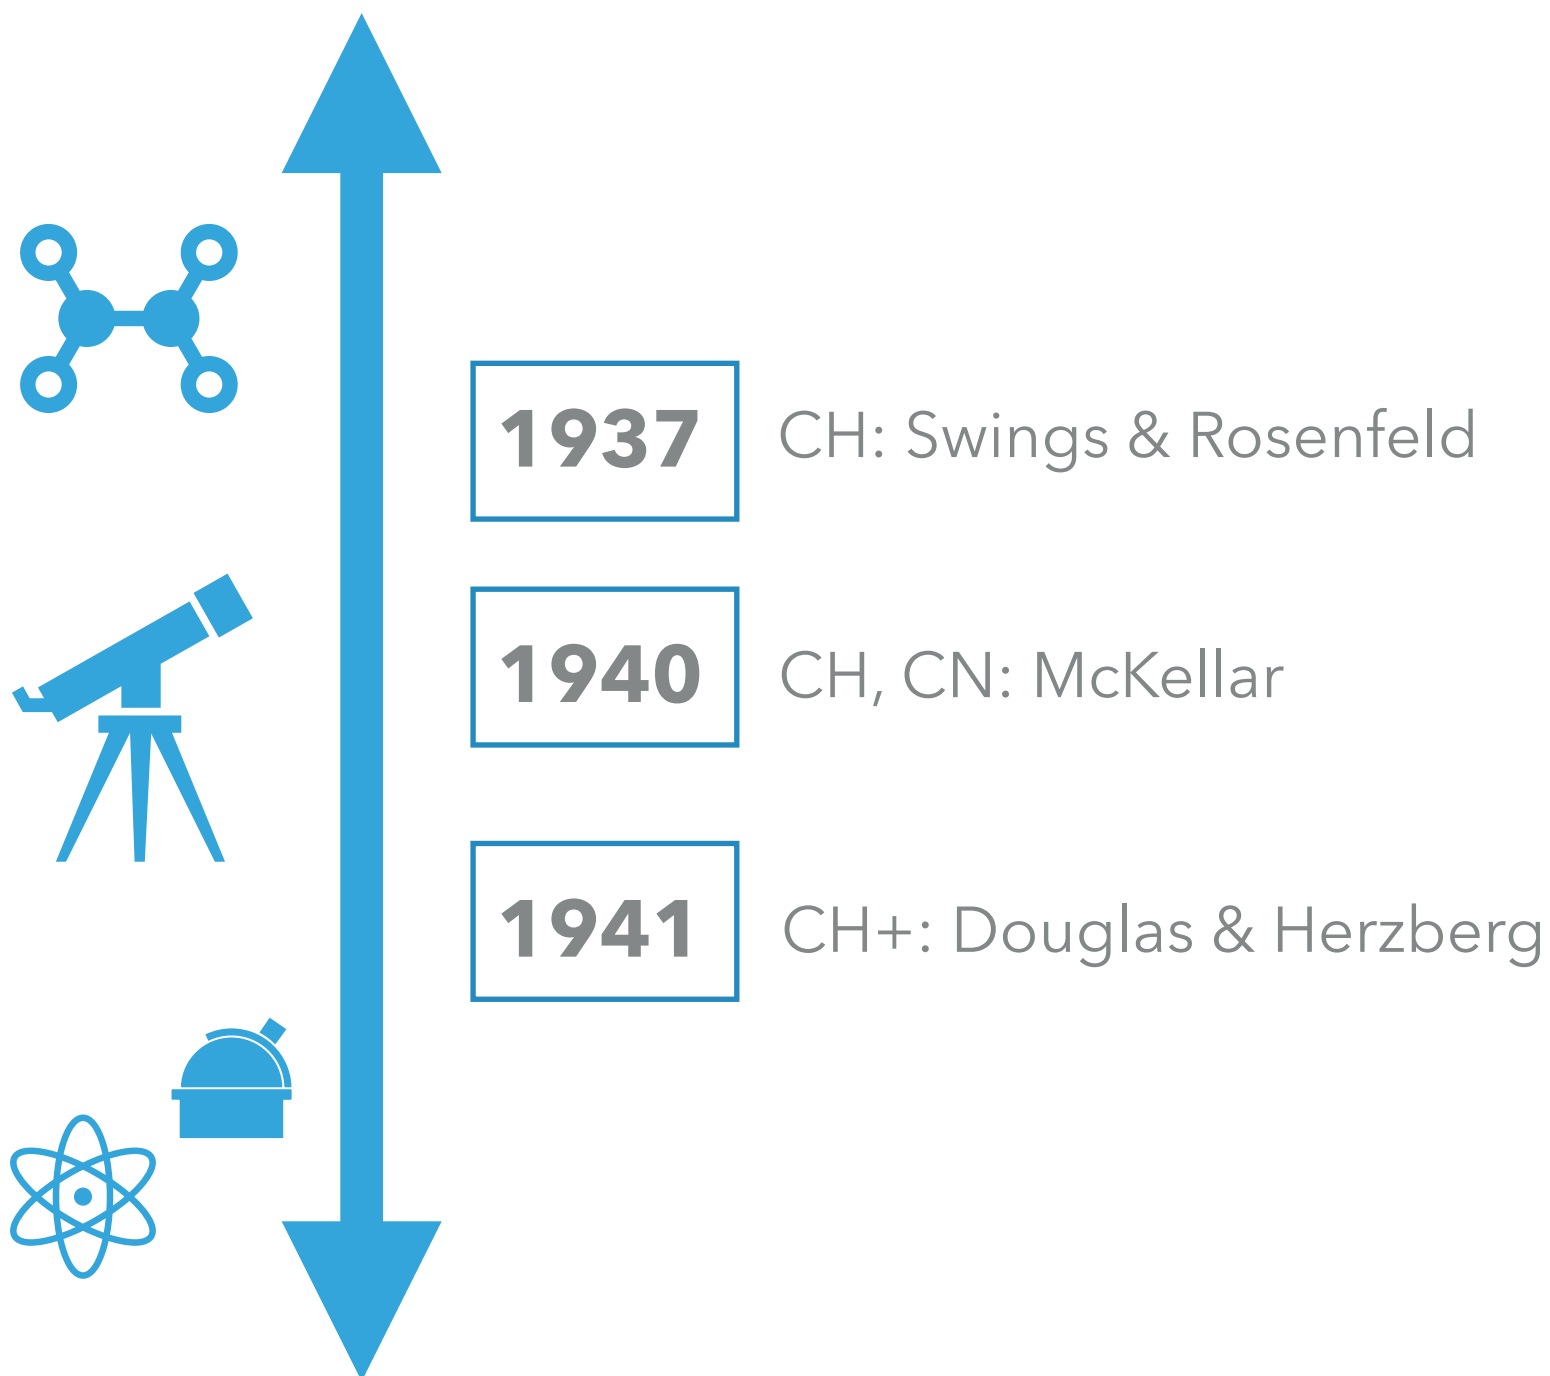 1937 CH: Swings & Rosenfeld
1940 CH, CN: McKellar
1941 CH+: Douglas & Herzberg